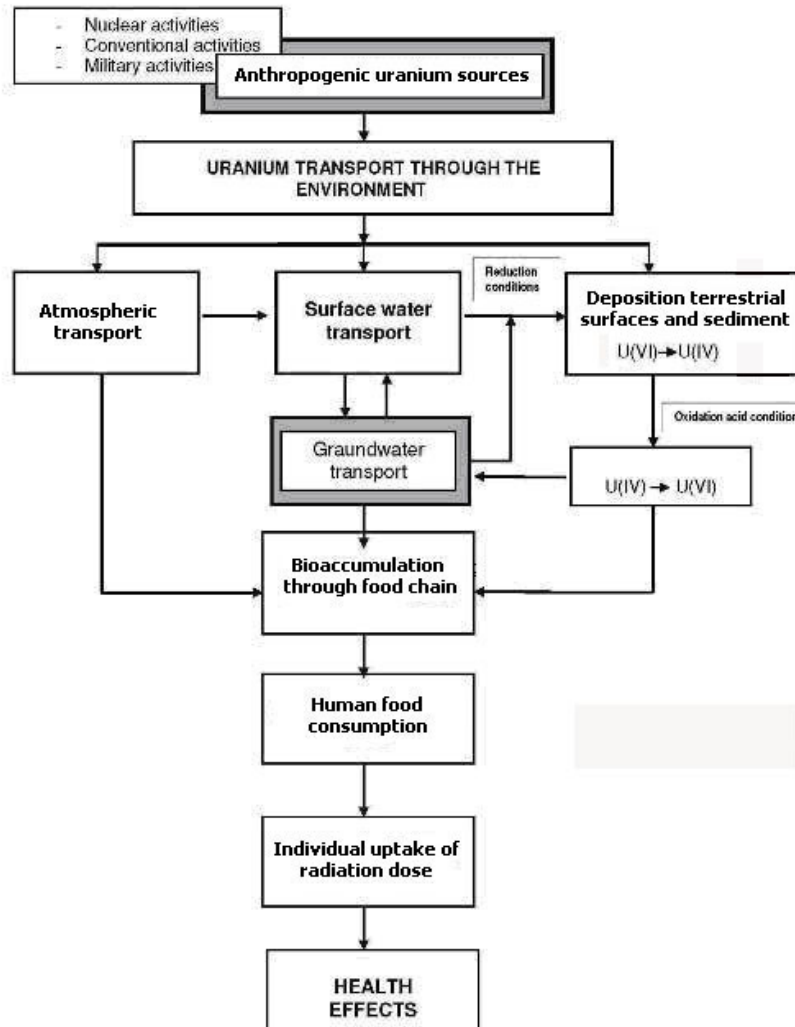 - Nuclear activities
- Conventional activities
- Military activities
Anthropogenic uranium sources
URANIUM TRANSPORT THROUGH THE
ENVIRONMENT
Atmospheric
transport
Surface water
transport
Reduction
conditions
Deposition terrestrial
surfaces and sediment
U(VI)→U(IV)
Oxidation acid condition
Graundwater
transport
U(IV) → U(VI)
Bioaccumulation
through food chain
Human food
consumption
Individual uptake of
radiation dose
HEALTH
EFFECTS